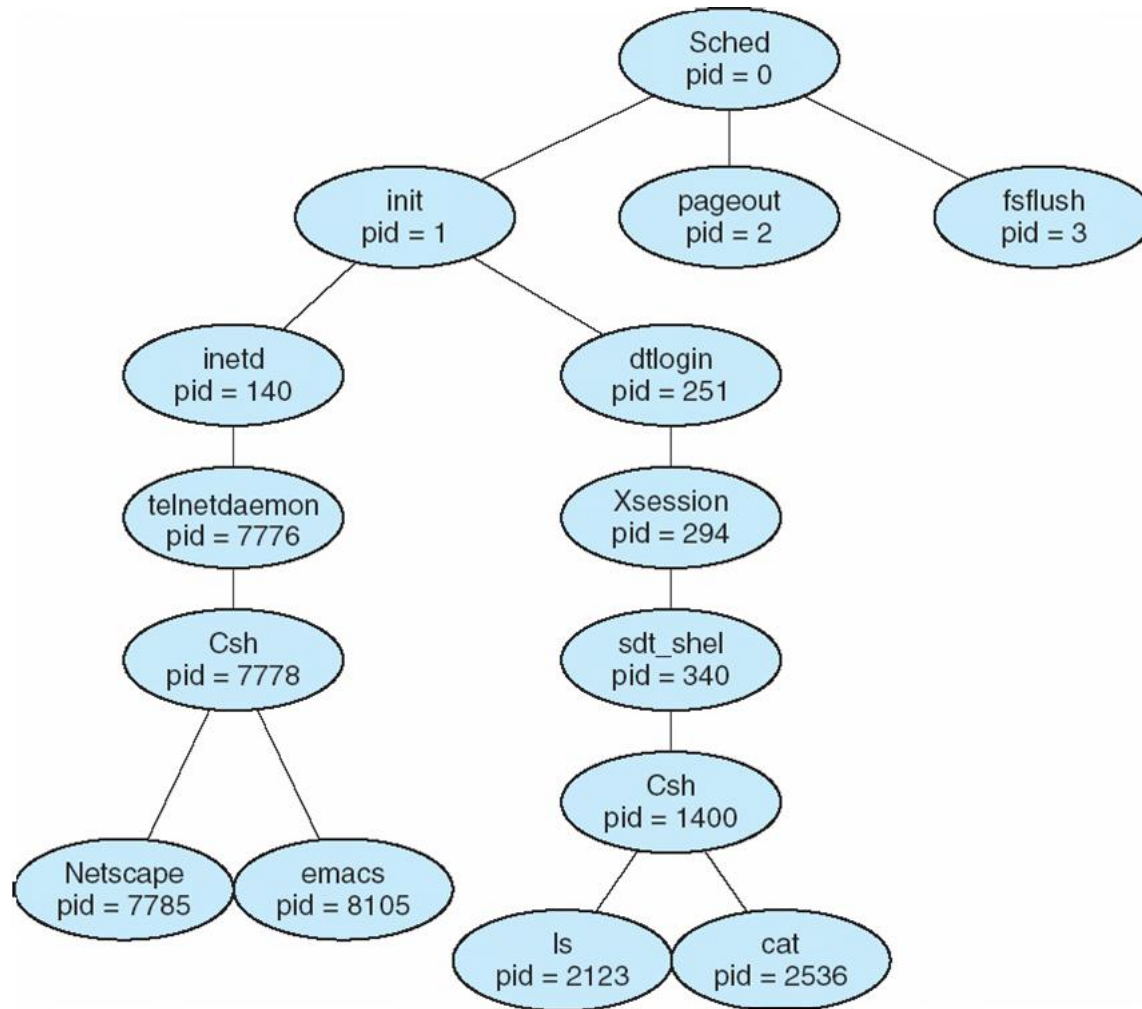 Sched
pid = 0
init
pid = 1
pageout
pid = 2
fsflush
pid = 3
inetd
pid = 140
dtlogin
pid = 251
telnetdaemon
pid = 7776
Xsession
pid = 294
Csh
pid = 7778
sdt_shel
pid = 340
Csh
pid = 1400
Netscape
pid = 7785
emacs
pid = 8105
ls
pid = 2123
cat
pid = 2536